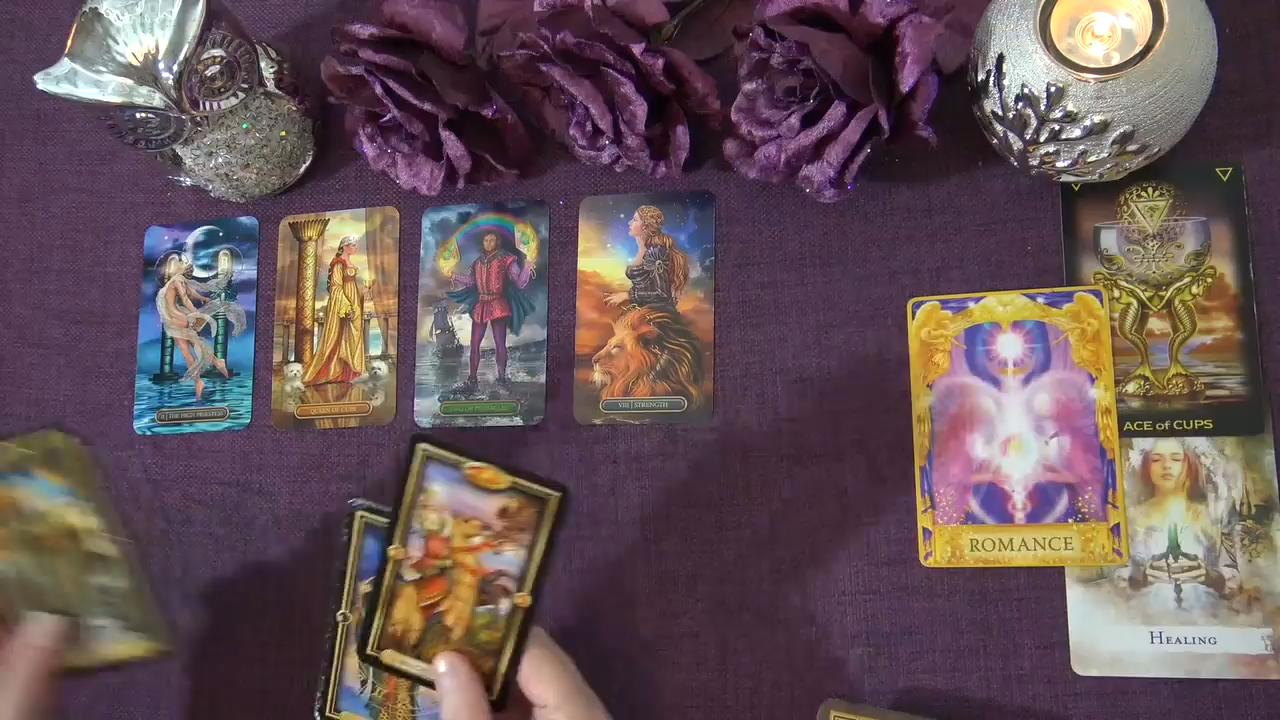 II | THE HIGH PRIESTESS
QUEEN OF CUPS
VIII | STRENGTH
ACE of CUPS
ROMANCE
HEALING